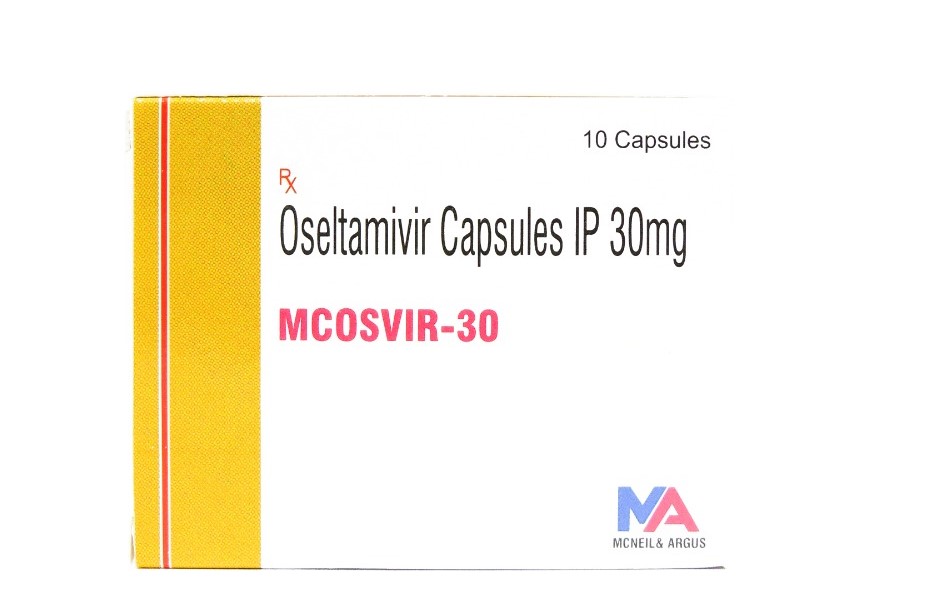 10 Capsules
Rx
Oseltamivir Capsules IP 30mg
MCOSVIR-30
MA
MCNEIL & ARGUS